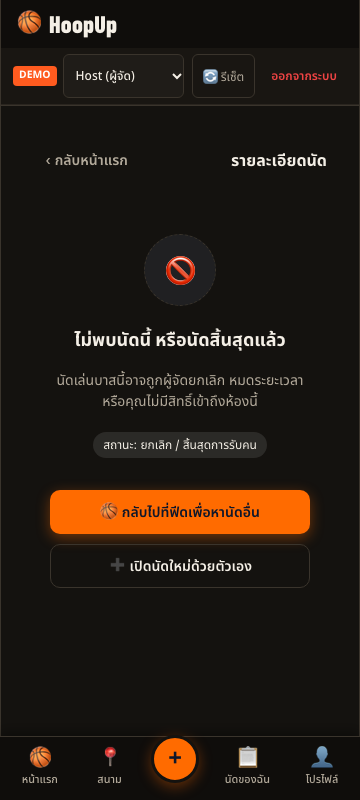 HoopUp
DEMO
Host (ผู้จัด)
รีเซ็ต
ออกจากระบบ
‹ กลับหน้าแรก
รายละเอียดนัด
ไม่พบนัดนี้ หรือนัดสิ้นสุดแล้ว
นัดเล่นบาสนี้อาจถูกผู้จัดยกเลิก หมดระยะเวลา
หรือคุณไม่มีสิทธิ์เข้าถึงห้องนี้
สถานะ: ยกเลิก / สิ้นสุดการรับคน
กลับไปที่ฟีดเพื่อหานัดอื่น
เปิดนัดใหม่ด้วยตัวเอง
หน้าแรก
สนาม
+
นัดของฉัน
โปรไฟล์